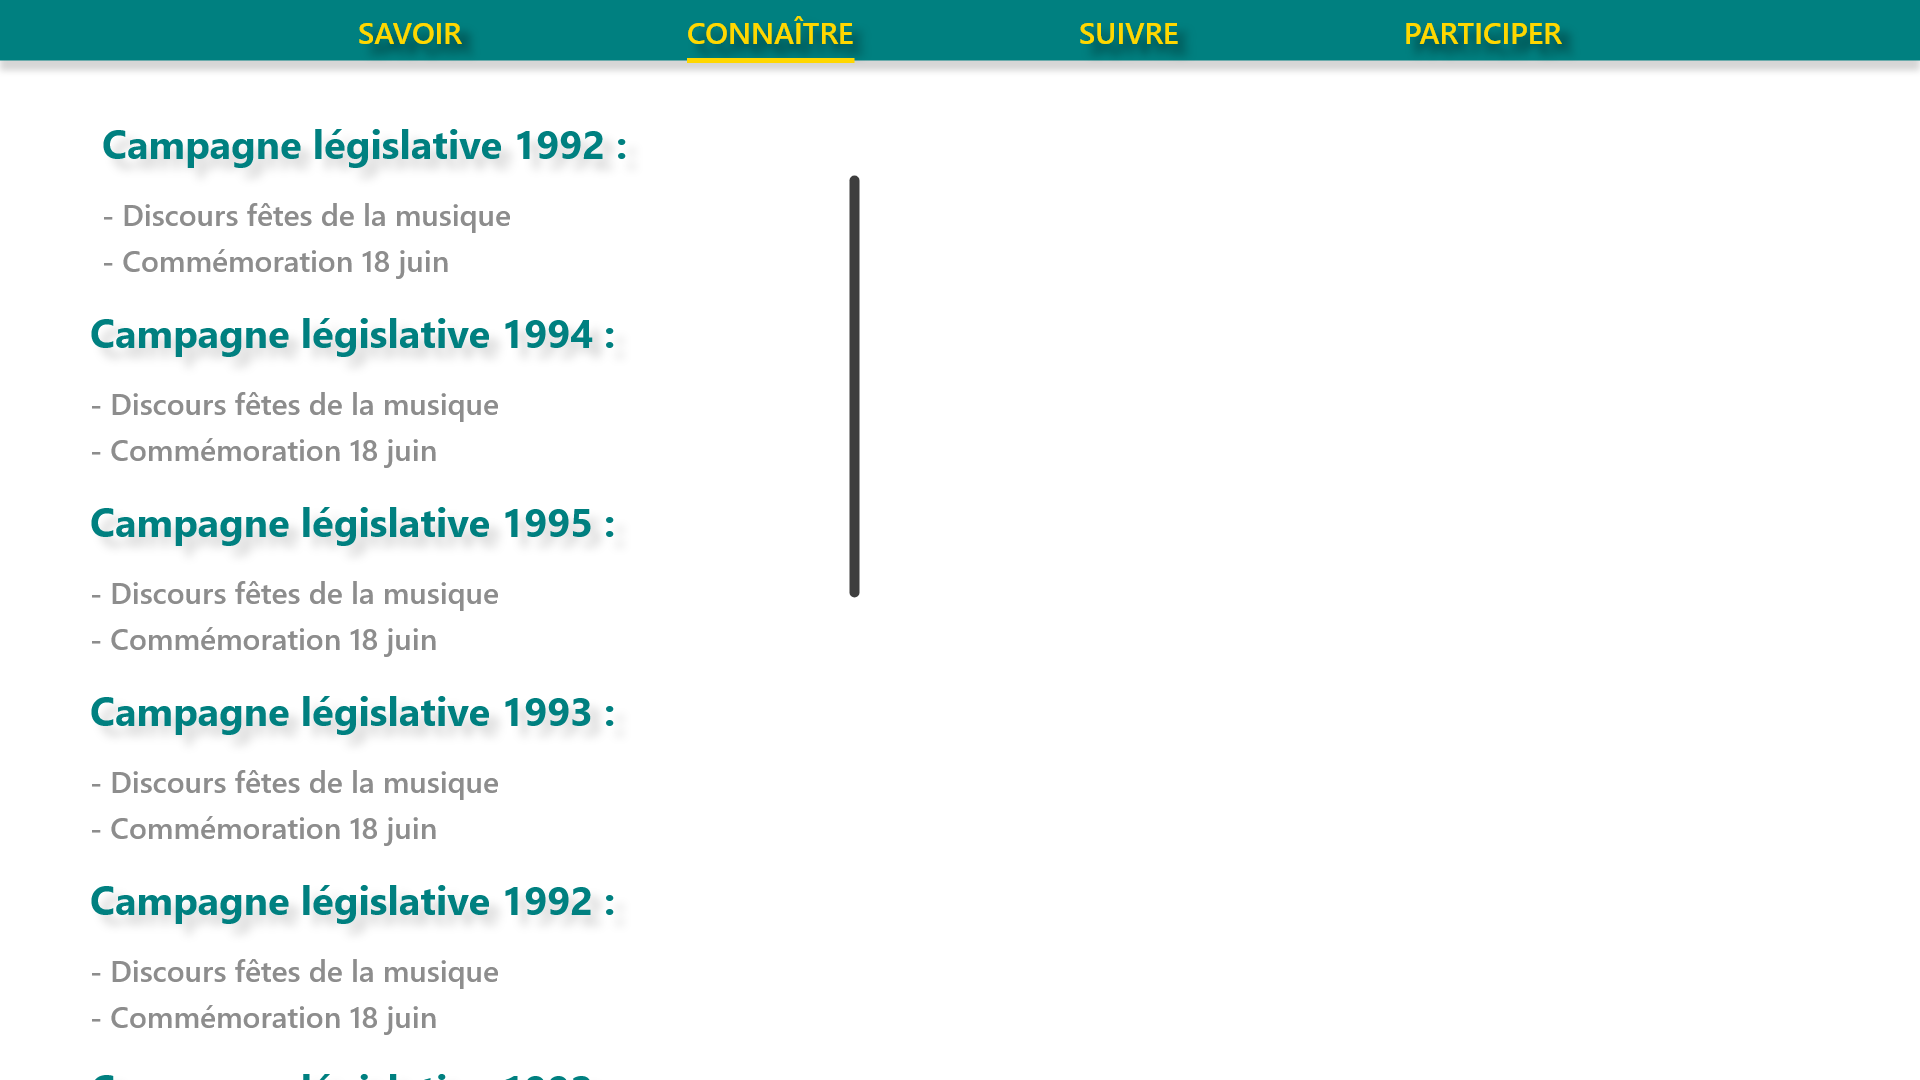 SAVOIR CONNAÎTRE SUIVRE PARTICIPER
Campagne législative 1992 :
- Discours fêtes de la musique
- Commémoration 18 juin
Campagne législative 1994 :
- Discours fêtes de la musique
- Commémoration 18 juin
Campagne législative 1995 :
- Discours fêtes de la musique
- Commémoration 18 juin
Campagne législative 1993 :
- Discours fêtes de la musique
- Commémoration 18 juin
Campagne législative 1992 :
- Discours fêtes de la musique
- Commémoration 18 juin